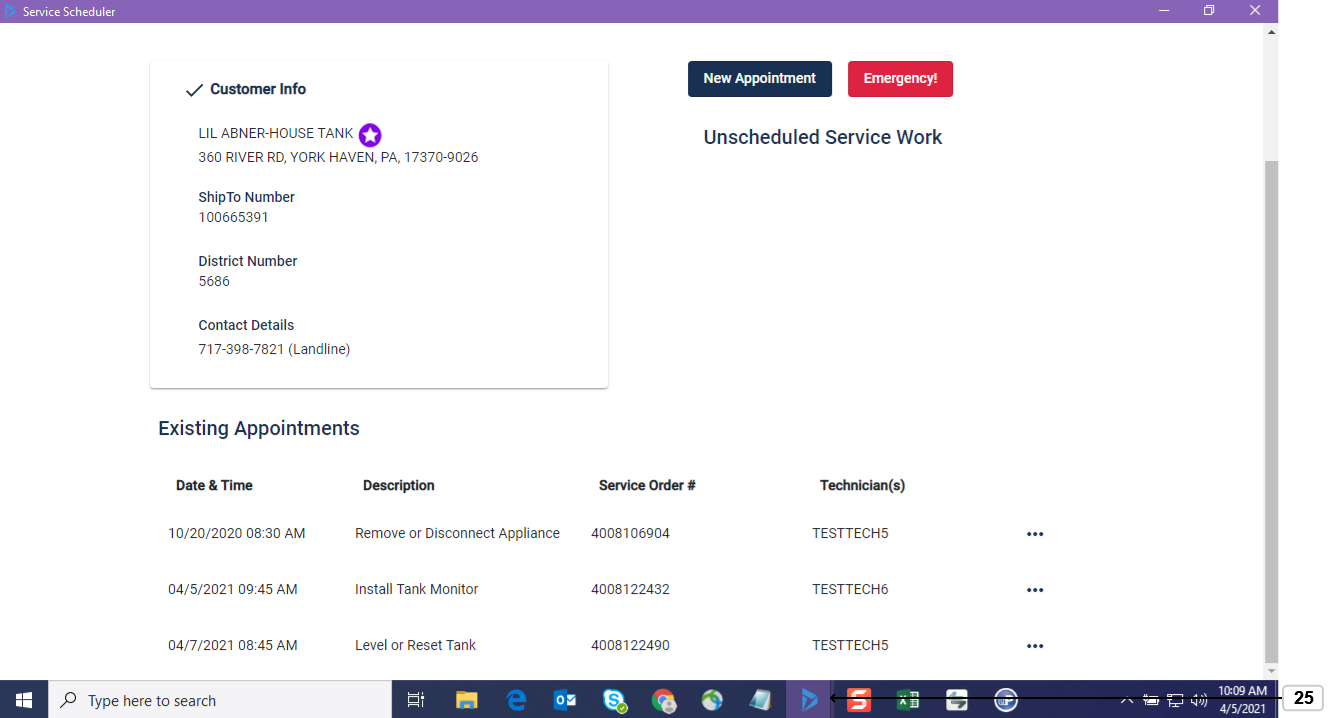 Service Scheduler
Customer Info
LIL ABNER-HOUSE TANK
360 RIVER RD, YORK HAVEN, PA, 17370-9026
ShipTo Number
100665391
District Number
5686
Contact Details
717-398-7821 (Landline)
New Appointment Emergency!
Unscheduled Service Work
Existing Appointments
Date & Time Description Service Order # Technician(s)
10/20/2020 08:30 AM Remove or Disconnect Appliance 4008106904 TESTTECH5 •••
04/5/2021 09:45 AM Install Tank Monitor 4008122432 TESTTECH6 •••
04/7/2021 08:45 AM Level or Reset Tank 4008122490 TESTTECH5 •••
Type here to search
10:09 AM
4/5/2021
25